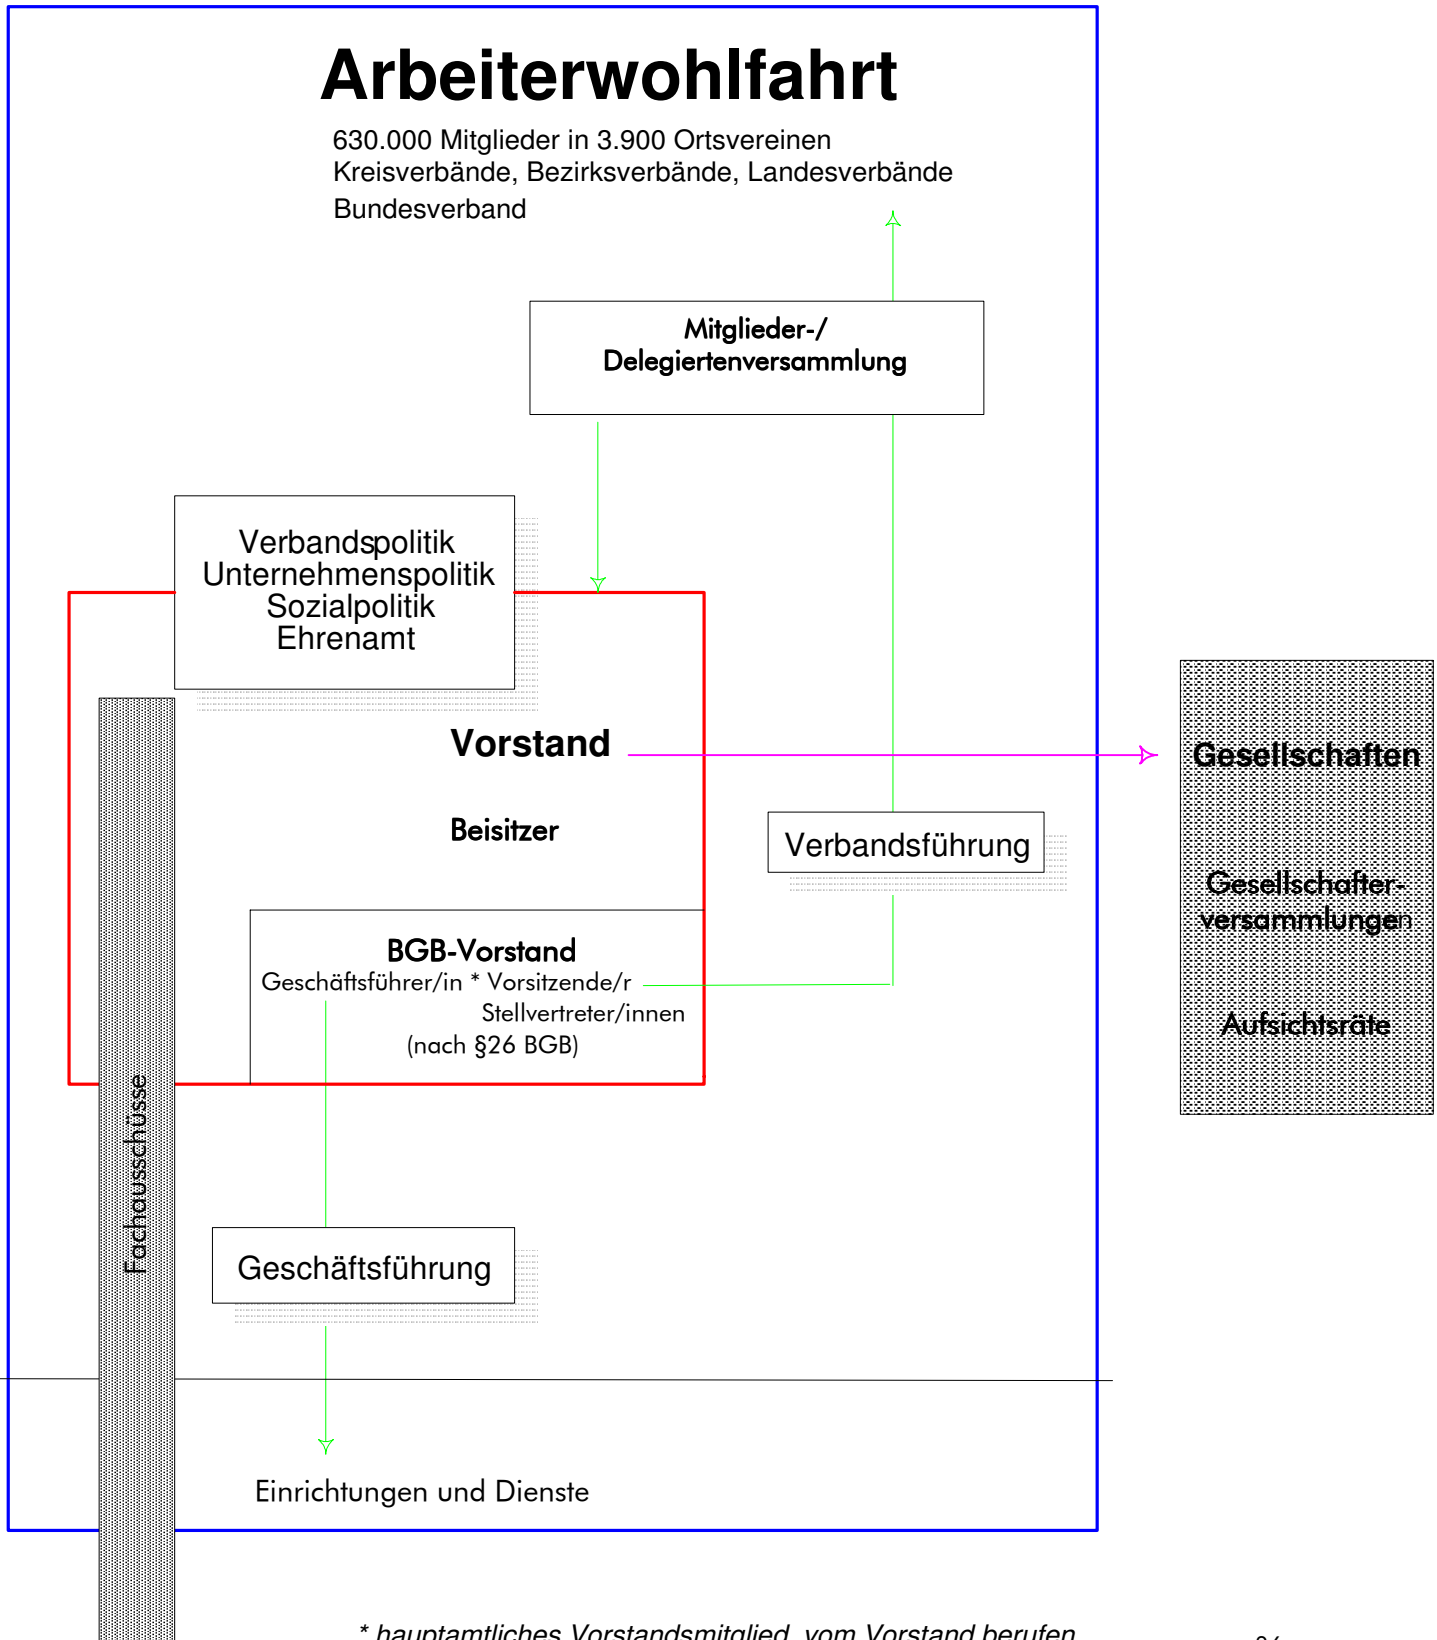 Arbeiterwohlfahrt
630.000 Mitglieder in 3.900 Ortsvereinen
Kreisverbände, Bezirksverbände, Landesverbände
Bundesverband
Mitglieder-/
Delegiertenversammlung
Verbandspolitik
Unternehmenspolitik
Sozialpolitik
Ehrenamt
Vorstand
Beisitzer
BGB-Vorstand
Geschäftsführer/in * Vorsitzende/r
Stellvertreter/innen
(nach §26 BGB)
Verbandsführung
Gesellschaften
Gesellschafter-
versammlungen
Aufsichtsräte
Fachausschüsse
Geschäftsführung
Einrichtungen und Dienste
* hauptamtliches Vorstandsmitglied, vom Vorstand berufen